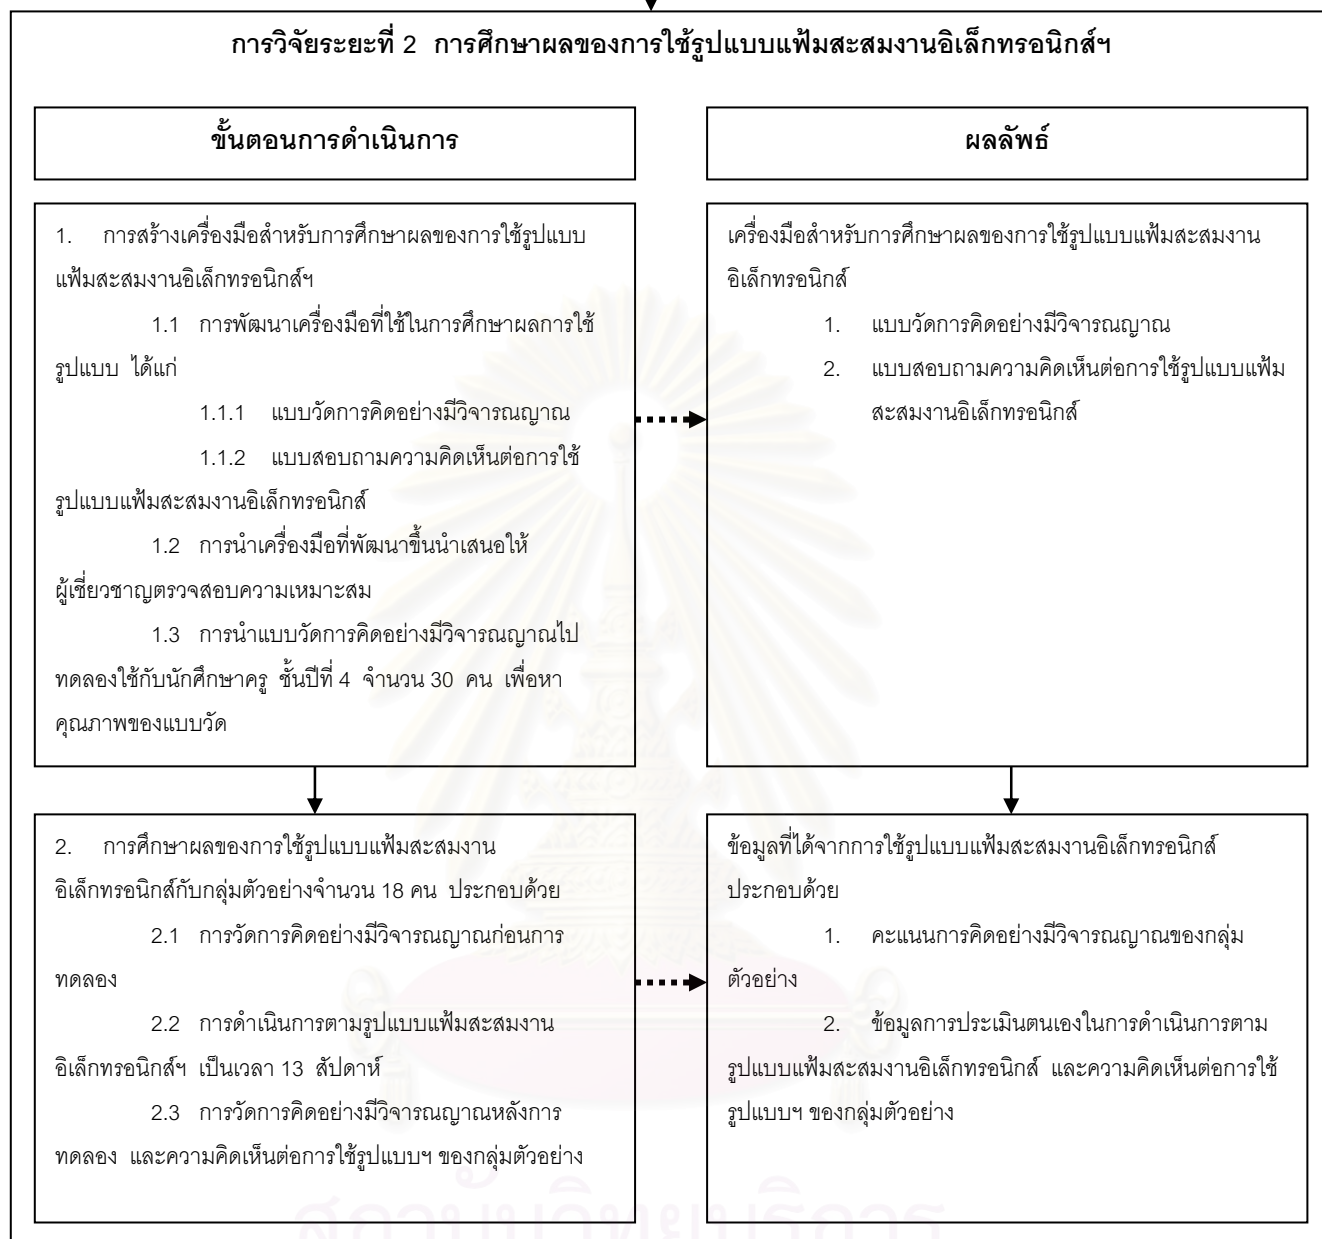 การวิจัยระยะที่ 2 การศึกษาผลของการใช้รูปแบบแฟ้มสะสมงานอิเล็กทรอนิกส์ฯ
ขั้นตอนการดำเนินการ
ผลลัพธ์
1. การสร้างเครื่องมือสำหรับการศึกษาผลของการใช้รูปแบบ
แฟ้มสะสมงานอิเล็กทรอนิกส์ฯ
1.1 การพัฒนาเครื่องมือที่ใช้ในการศึกษาผลการใช้
รูปแบบ ได้แก่
1.1.1 แบบวัดการคิดอย่างมีวิจารณญาณ
1.1.2 แบบสอบถามความคิดเห็นต่อการใช้
รูปแบบแฟ้มสะสมงานอิเล็กทรอนิกส์
1.2 การนำเครื่องมือที่พัฒนาขึ้นนำเสนอให้
ผู้เชี่ยวชาญตรวจสอบความเหมาะสม
1.3 การนำแบบวัดการคิดอย่างมีวิจารณญาณไป
ทดลองใช้กับนักศึกษาครู ชั้นปีที่ 4 จำนวน 30 คน เพื่อหา
คุณภาพของแบบวัด
เครื่องมือสำหรับการศึกษาผลของการใช้รูปแบบแฟ้มสะสมงาน
อิเล็กทรอนิกส์
1. แบบวัดการคิดอย่างมีวิจารณญาณ
2. แบบสอบถามความคิดเห็นต่อการใช้รูปแบบแฟ้ม
สะสมงานอิเล็กทรอนิกส์
2. การศึกษาผลของการใช้รูปแบบแฟ้มสะสมงาน
อิเล็กทรอนิกส์กับกลุ่มตัวอย่างจำนวน 18 คน ประกอบด้วย
2.1 การวัดการคิดอย่างมีวิจารณญาณก่อนการ
ทดลอง
2.2 การดำเนินการตามรูปแบบแฟ้มสะสมงาน
อิเล็กทรอนิกส์ฯ เป็นเวลา 13 สัปดาห์
2.3 การวัดการคิดอย่างมีวิจารณญาณหลังการ
ทดลอง และความคิดเห็นต่อการใช้รูปแบบฯ ของกลุ่มตัวอย่าง
ข้อมูลที่ได้จากการใช้รูปแบบแฟ้มสะสมงานอิเล็กทรอนิกส์
ประกอบด้วย
1. คะแนนการคิดอย่างมีวิจารณญาณของกลุ่ม
ตัวอย่าง
2. ข้อมูลการประเมินตนเองในการดำเนินการตาม
รูปแบบแฟ้มสะสมงานอิเล็กทรอนิกส์ และความคิดเห็นต่อการใช้
รูปแบบฯ ของกลุ่มตัวอย่าง
สถาบันวิทยบริการ